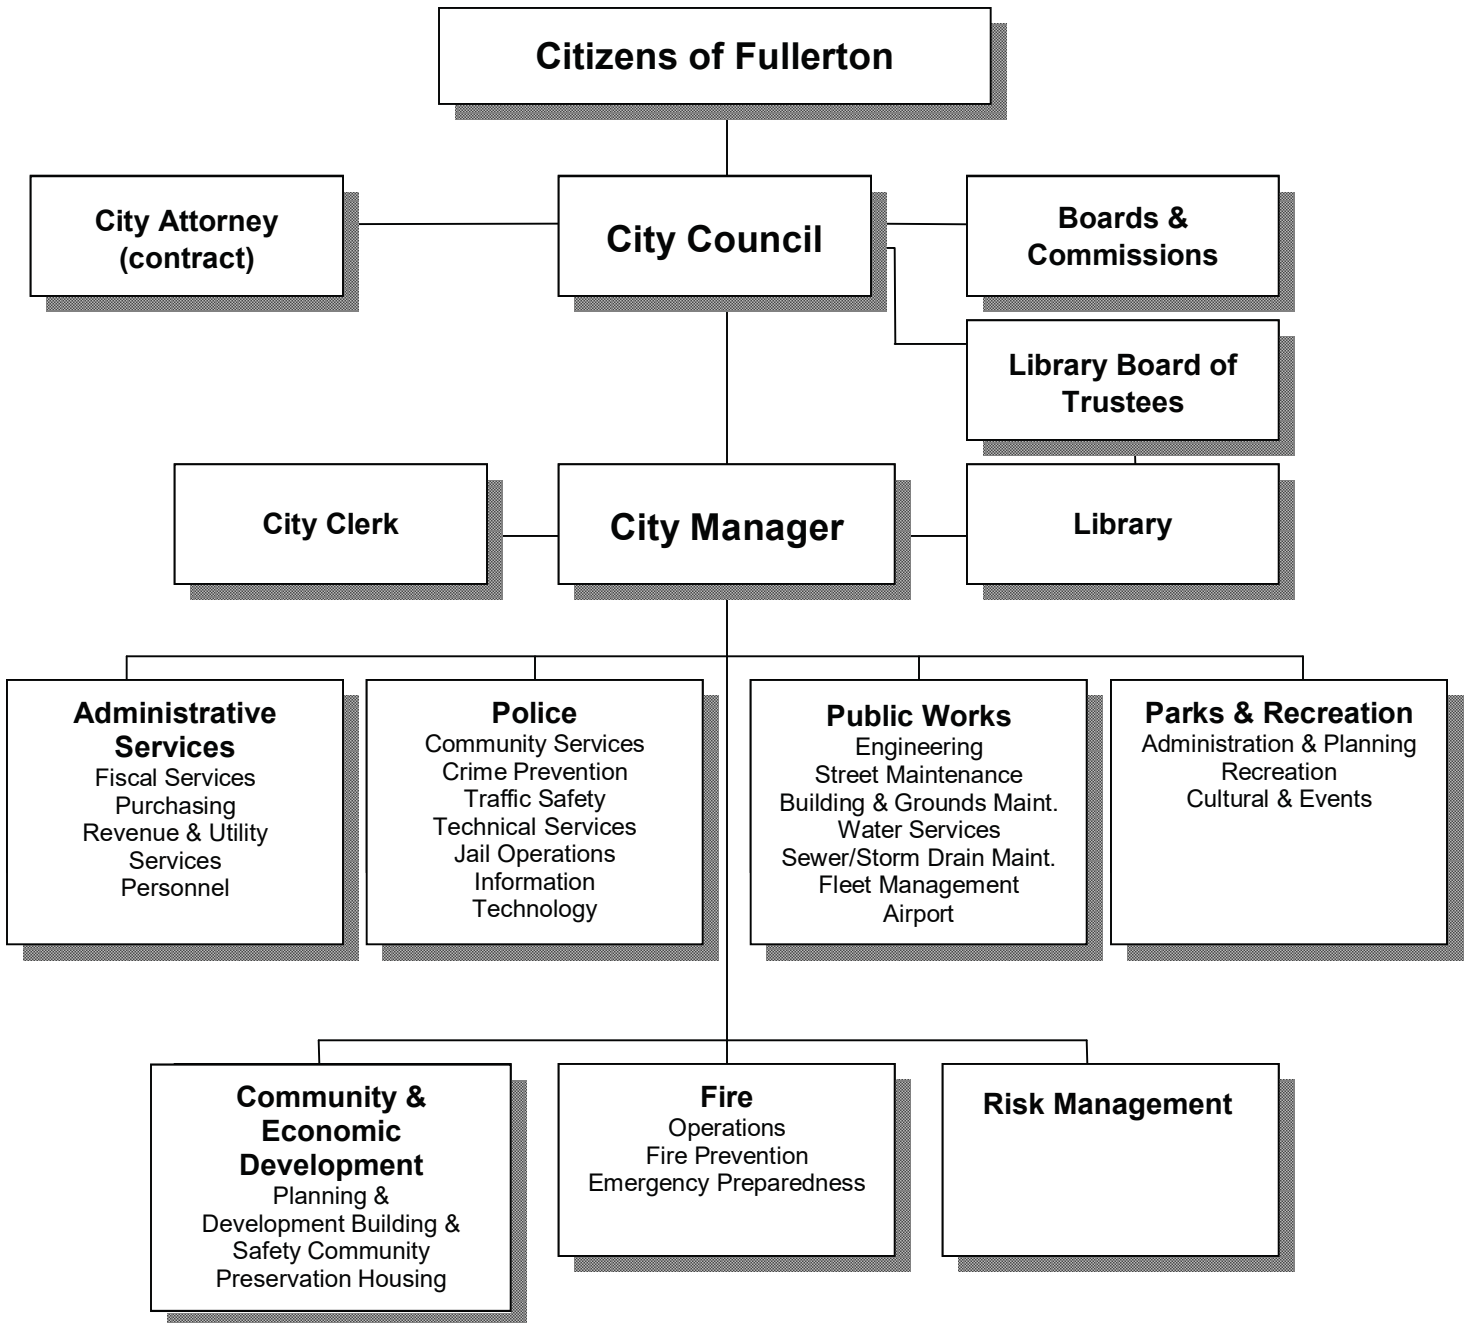 Citizens of Fullerton
City Attorney
(contract)
City Council
Boards &
Commissions
Library Board of
Trustees
City Clerk
City Manager
Library
Administrative
Services
Fiscal Services
Purchasing
Revenue & Utility
Services
Personnel
Police
Community Services
Crime Prevention
Traffic Safety
Technical Services
Jail Operations
Information
Technology
Public Works
Engineering
Street Maintenance
Building & Grounds Maint.
Water Services
Sewer/Storm Drain Maint.
Fleet Management
Airport
Parks & Recreation
Administration & Planning
Recreation
Cultural & Events
Community &
Economic
Development
Planning &
Development Building &
Safety Community
Preservation Housing
Fire
Operations
Fire Prevention
Emergency Preparedness
Risk Management